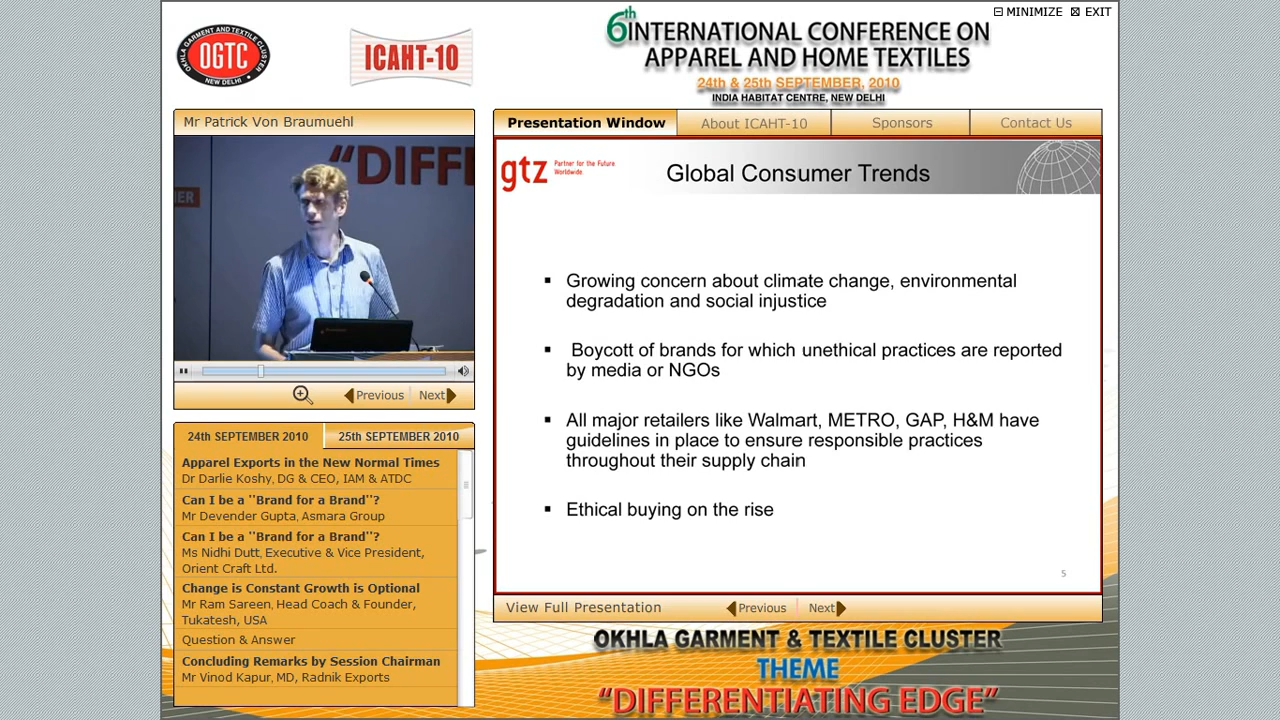 MINIMIZE EXIT
OKHLA GARMENT AND TEXTILE CLUSTER
OGTC
NEW DELHI
ICAHT-10
6th INTERNATIONAL CONFERENCE ON
APPAREL AND HOME TEXTILES
24th & 25th SEPTEMBER, 2010
INDIA HABITAT CENTRE, NEW DELHI
Mr Patrick Von Braumuehl
"DIFF
ER
Previous Next
24th SEPTEMBER 2010 25th SEPTEMBER 2010
Apparel Exports in the New Normal Times
Dr Darlie Koshy, DG & CEO, IAM & ATDC
Can I be a ''Brand for a Brand''?
Mr Devender Gupta, Asmara Group
Can I be a ''Brand for a Brand''?
Ms Nidhi Dutt, Executive & Vice President,
Orient Craft Ltd.
Change is Constant Growth is Optional
Mr Ram Sareen, Head Coach & Founder,
Tukatesh, USA
Question & Answer
Concluding Remarks by Session Chairman
Mr Vinod Kapur, MD, Radnik Exports
Presentation Window About ICAHT-10 Sponsors Contact Us
gtz Partner for the Future
Worldwide.
Global Consumer Trends
▪ Growing concern about climate change, environmental
degradation and social injustice
▪ Boycott of brands for which unethical practices are reported
by media or NGOs
▪ All major retailers like Walmart, METRO, GAP, H&M have
guidelines in place to ensure responsible practices
throughout their supply chain
▪ Ethical buying on the rise
5
View Full Presentation Previous Next
OKHLA GARMENT & TEXTILE CLUSTER
THEME
"DIFFERENTIATING EDGE"